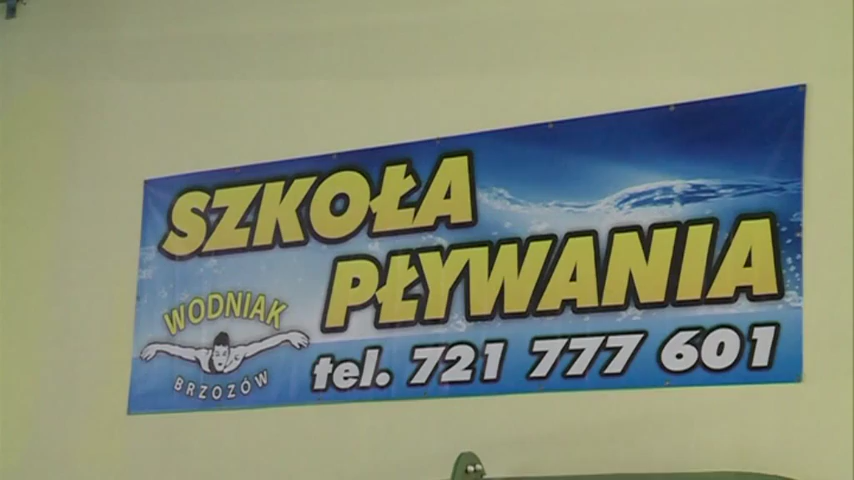 SZKOŁA
PŁYWANIA
WODNIAK
BRZOZÓW
tel. 721 777 601